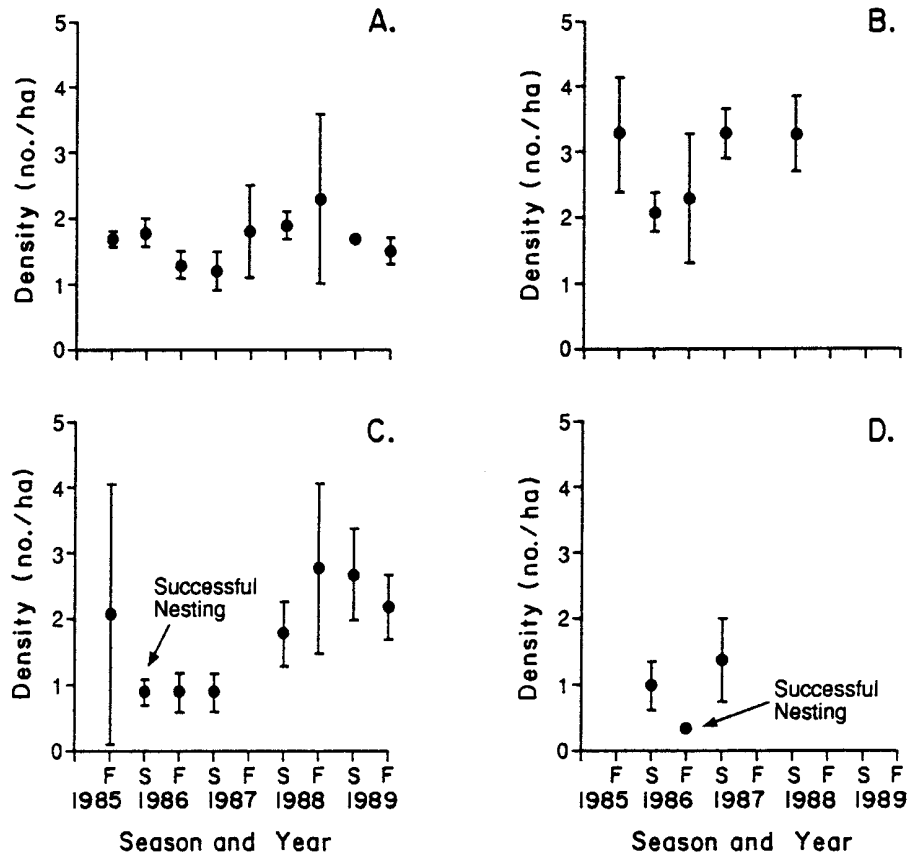 A.
5
4
3
2
1
0
Density (no./ha)
B.
5
4
3
2
1
0
Density (no./ha)
C.
5
4
3
2
1
0
Density (no./ha)
Successful
Nesting
F S F S F S F S F
1985 1986 1987 1988 1989
Season and Year
D.
5
4
3
2
1
0
Density (no./ha)
Successful
Nesting
F S F S F S F S F
1985 1986 1987 1988 1989
Season and Year